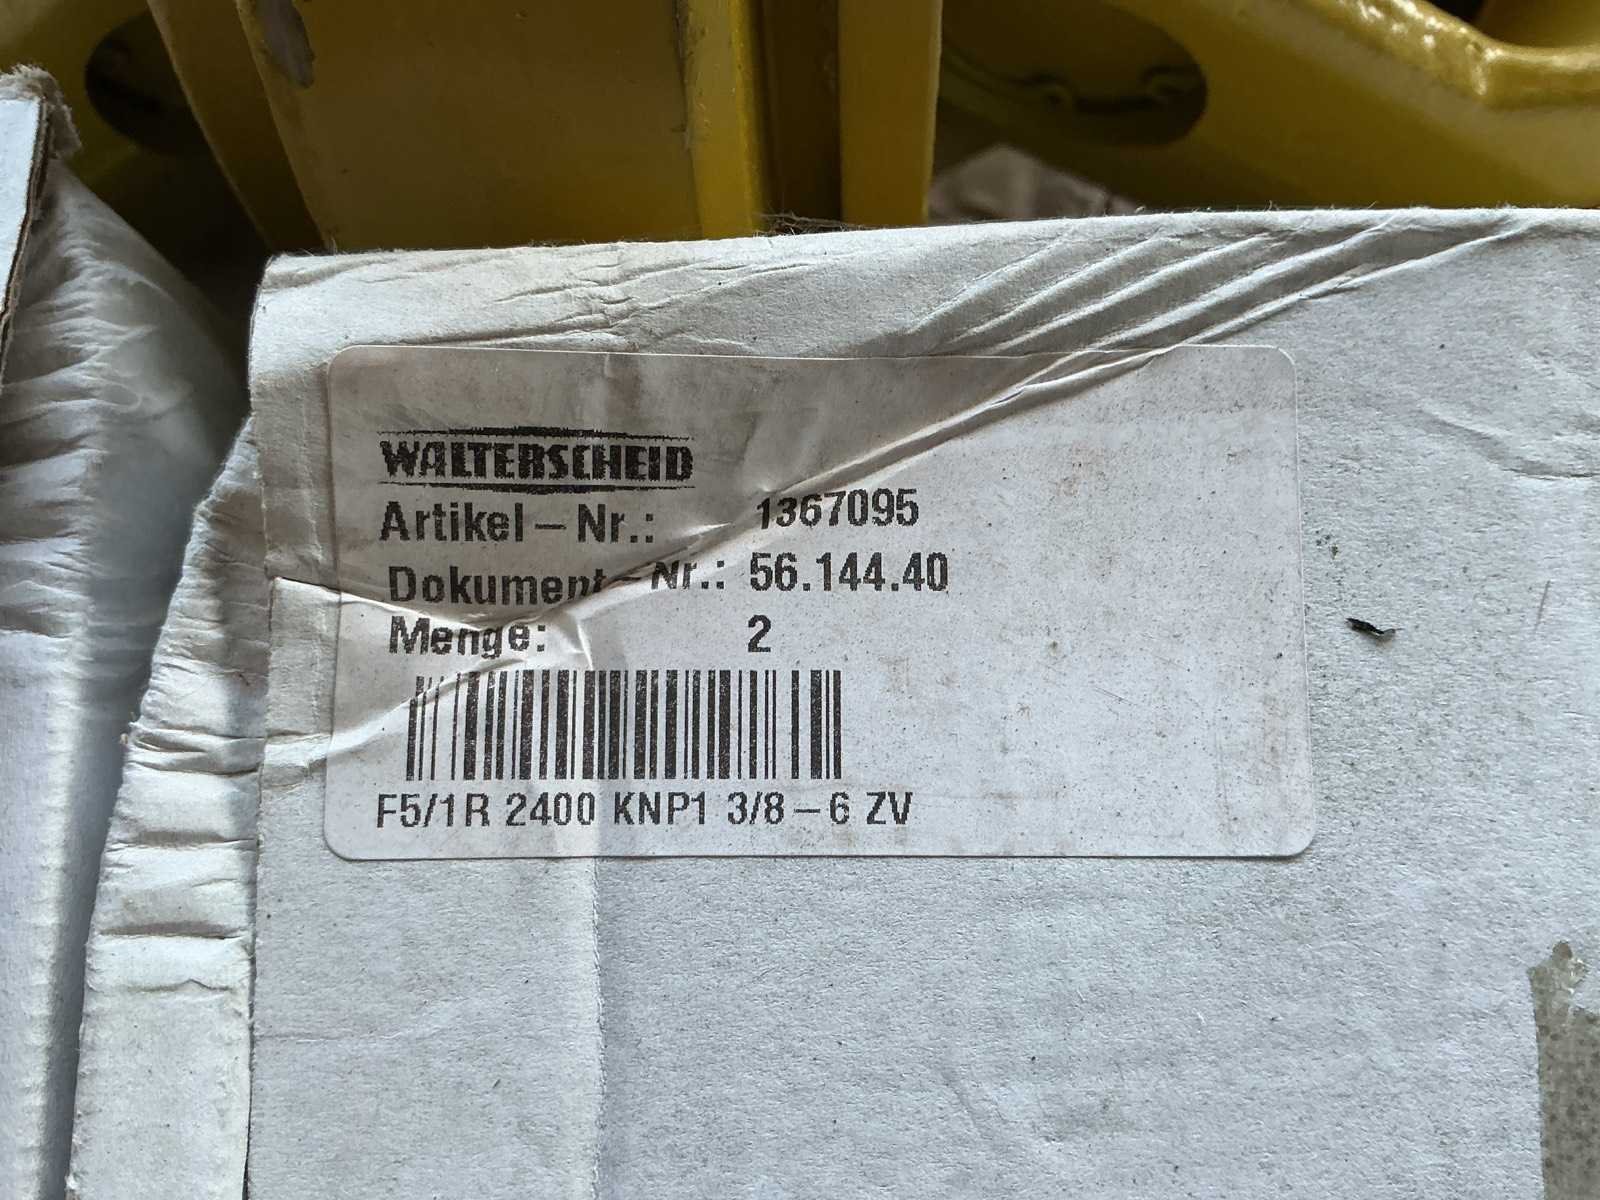 WALTERSCHEID
Artikel-Nr.: 1367095
Dokument-Nr.: 56.144.40
Menge: 2
F5/1R 2400 KNP1 3/8-6 ZV